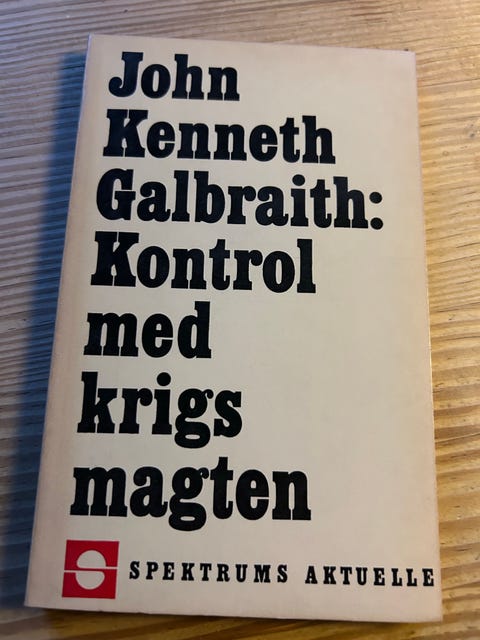 John
Kenneth
Galbraith:
Kontrol
med
krigs
magten
SPEKTRUMS AKTUELLE